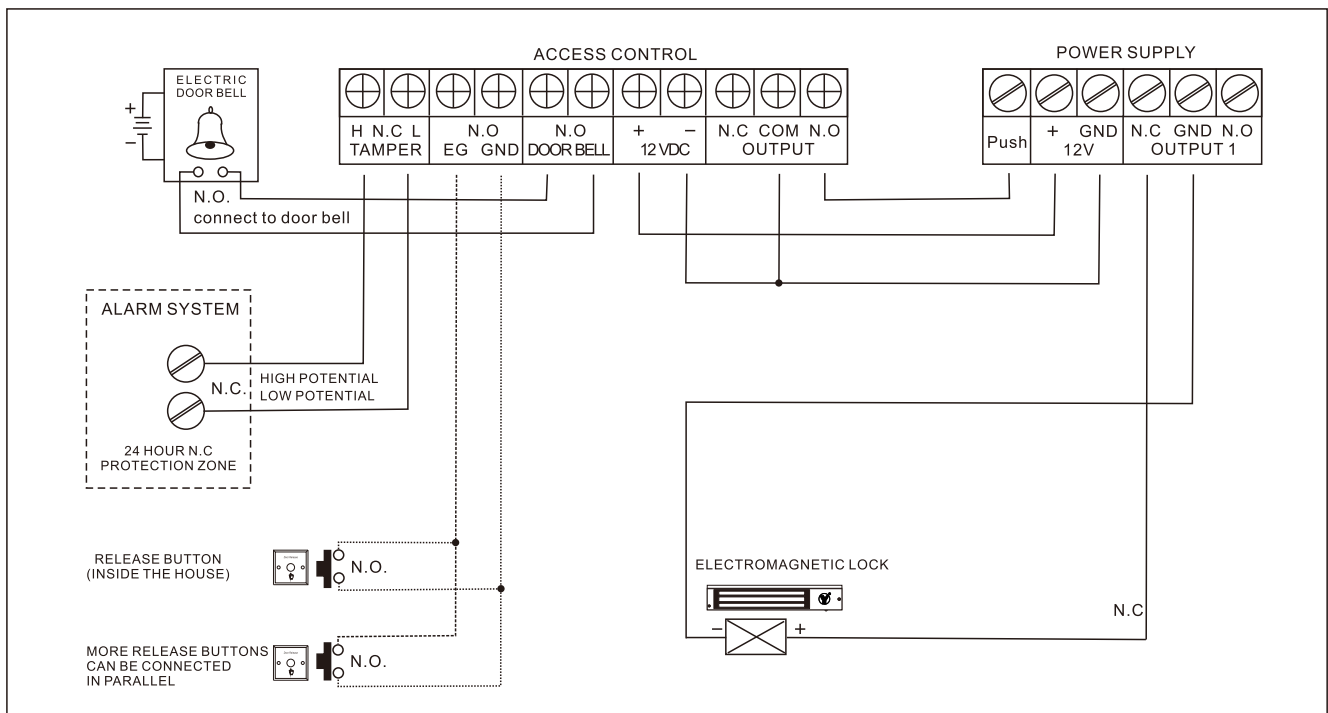 ACCESS CONTROL
POWER SUPPLY
ELECTRIC
DOOR BELL
+
−
H N.C L
TAMPER
N.O
EG GND
N.O
DOOR BELL
+ −
12 VDC
N.C COM N.O
OUTPUT
Push
+ GND
12V
N.C GND N.O
OUTPUT 1
N.O.
connect to door bell
ALARM SYSTEM
N.C.
HIGH POTENTIAL
LOW POTENTIAL
24 HOUR N.C
PROTECTION ZONE
RELEASE BUTTON
(INSIDE THE HOUSE)
N.O.
MORE RELEASE BUTTONS
CAN BE CONNECTED
IN PARALLEL
N.O.
ELECTROMAGNETIC LOCK
− +
N.C